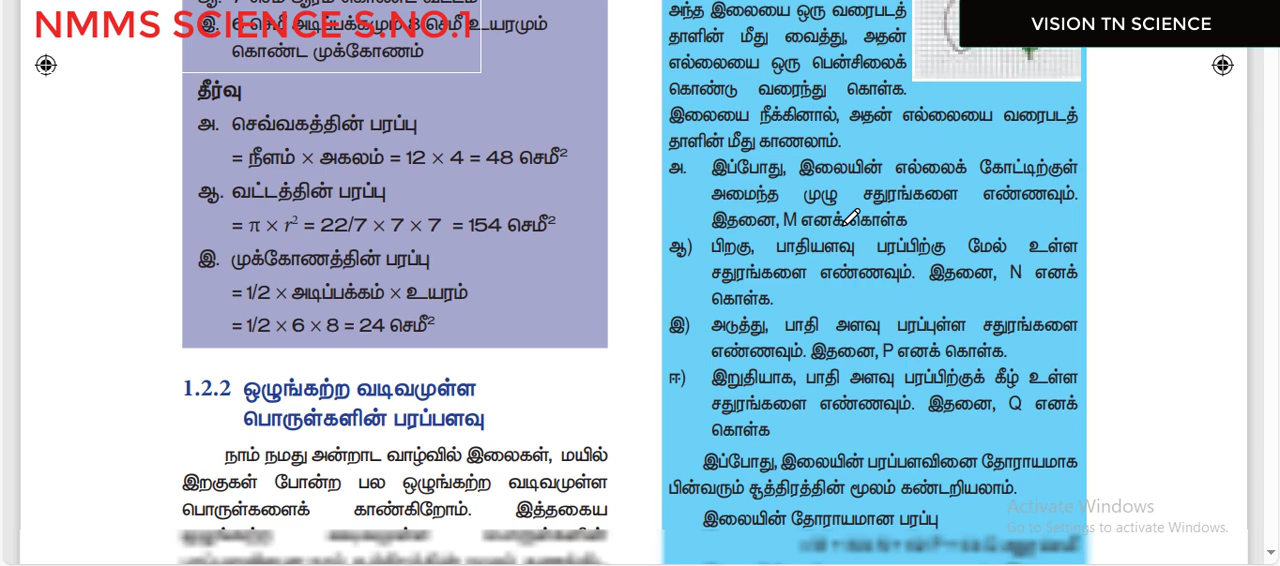 NMMS SCIENCE S.NO.1
VISION TN SCIENCE
இ. 6 செமீ அடிப்பக்கமும் 8 செமீ உயரமும்
கொண்ட முக்கோணம்
தீர்வு
அ. செவ்வகத்தின் பரப்பு
= நீளம் × அகலம் = 12 × 4 = 48 செமீ²
ஆ. வட்டத்தின் பரப்பு
= π × r² = 22/7 × 7 × 7 = 154 செமீ²
இ. முக்கோணத்தின் பரப்பு
= 1/2 × அடிப்பக்கம் × உயரம்
= 1/2 × 6 × 8 = 24 செமீ²
1.2.2 ஒழுங்கற்ற வடிவமுள்ள
பொருள்களின் பரப்பளவு
நாம் நமது அன்றாட வாழ்வில் இலைகள், மயில்
இறகுகள் போன்ற பல ஒழுங்கற்ற வடிவமுள்ள
பொருள்களைக் காண்கிறோம். இத்தகைய
அந்த இலையை ஒரு வரைபடத்
தாளின் மீது வைத்து, அதன்
எல்லையை ஒரு பென்சிலைக்
கொண்டு வரைந்து கொள்க.
இலையை நீக்கினால், அதன் எல்லையை வரைபடத்
தாளின் மீது காணலாம்.
அ. இப்போது, இலையின் எல்லைக் கோட்டிற்குள்
அமைந்த முழு சதுரங்களை எண்ணவும்.
இதனை, M எனக் கொள்க
ஆ) பிறகு, பாதியளவு பரப்பிற்கு மேல் உள்ள
சதுரங்களை எண்ணவும். இதனை, N எனக்
கொள்க.
இ) அடுத்து, பாதி அளவு பரப்புள்ள சதுரங்களை
எண்ணவும். இதனை, P எனக் கொள்க.
ஈ) இறுதியாக, பாதி அளவு பரப்பிற்குக் கீழ் உள்ள
சதுரங்களை எண்ணவும். இதனை, Q எனக்
கொள்க
இப்போது, இலையின் பரப்பளவினை தோராயமாக
பின்வரும் சூத்திரத்தின் மூலம் கண்டறியலாம்.
இலையின் தோராயமான பரப்பு
Activate Windows
Go to Settings to activate Windows.